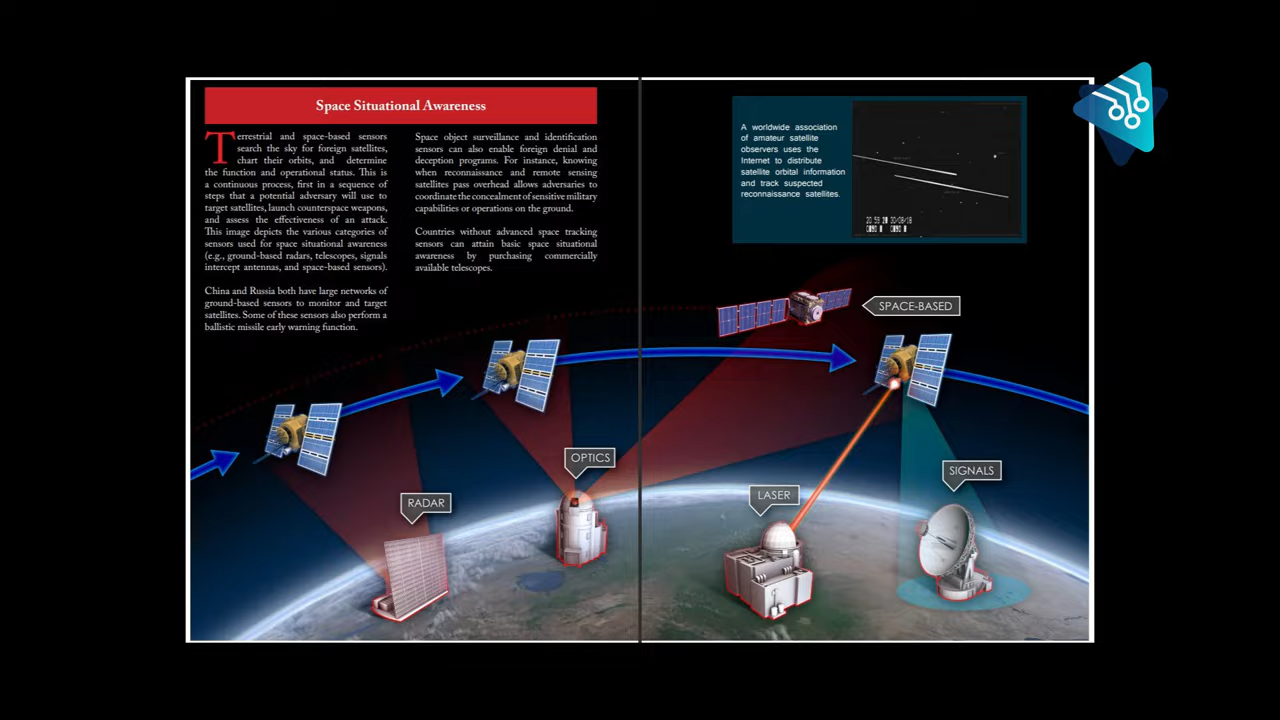 Space Situational Awareness
Terrestrial and space-based sensors
search the sky for foreign satellites,
chart their orbits, and determine
the function and operational status. This is
a continuous process, first in a sequence of
steps that a potential adversary will use to
target satellites, launch counterspace weapons,
and assess the effectiveness of an attack.
This image depicts the various categories of
sensors used for space situational awareness
(e.g., ground-based radars, telescopes, signals
intercept antennas, and space-based sensors).
China and Russia both have large networks of
ground-based sensors to monitor and target
satellites. Some of these sensors also perform a
ballistic missile early warning function.
Space object surveillance and identification
sensors can also enable foreign denial and
deception programs. For instance, knowing
when reconnaissance and remote sensing
satellites pass overhead allows adversaries to
coordinate the concealment of sensitive military
capabilities or operations on the ground.
Countries without advanced space tracking
sensors can attain basic space situational
awareness by purchasing commercially
available telescopes.
A worldwide association
of amateur satellite
observers uses the
Internet to distribute
satellite orbital information
and track suspected
reconnaissance satellites.
SPACE-BASED
OPTICS
SIGNALS
LASER
RADAR